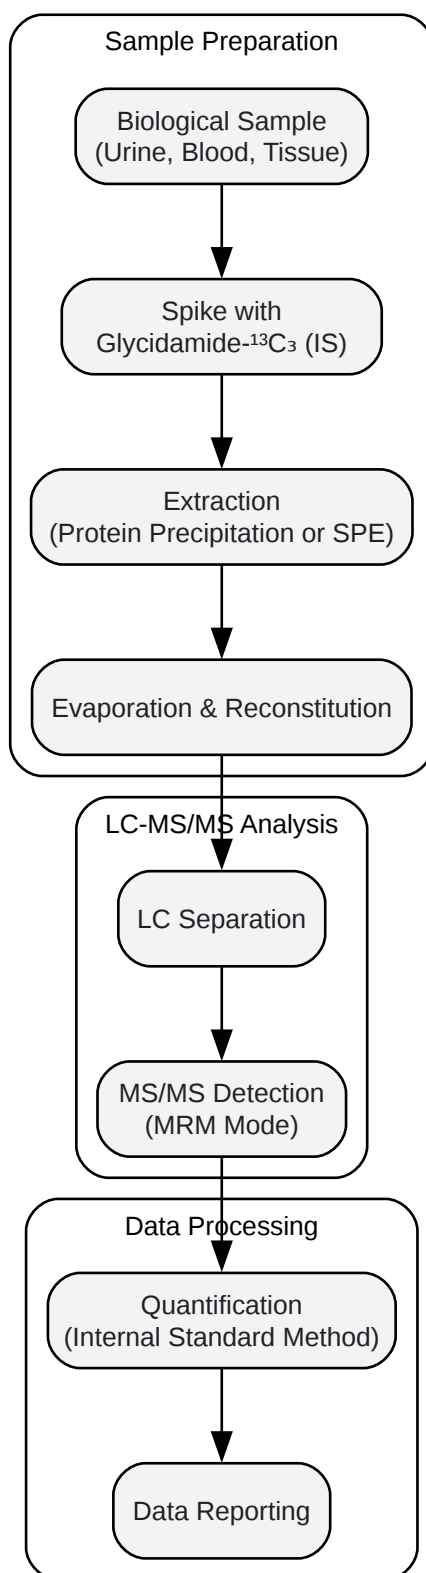 Sample Preparation
Biological Sample
(Urine, Blood, Tissue)
Spike with
Glycidamide-¹³C₃ (IS)
Extraction
(Protein Precipitation or SPE)
Evaporation & Reconstitution
LC-MS/MS Analysis
LC Separation
MS/MS Detection
(MRM Mode)
Data Processing
Quantification
(Internal Standard Method)
Data Reporting